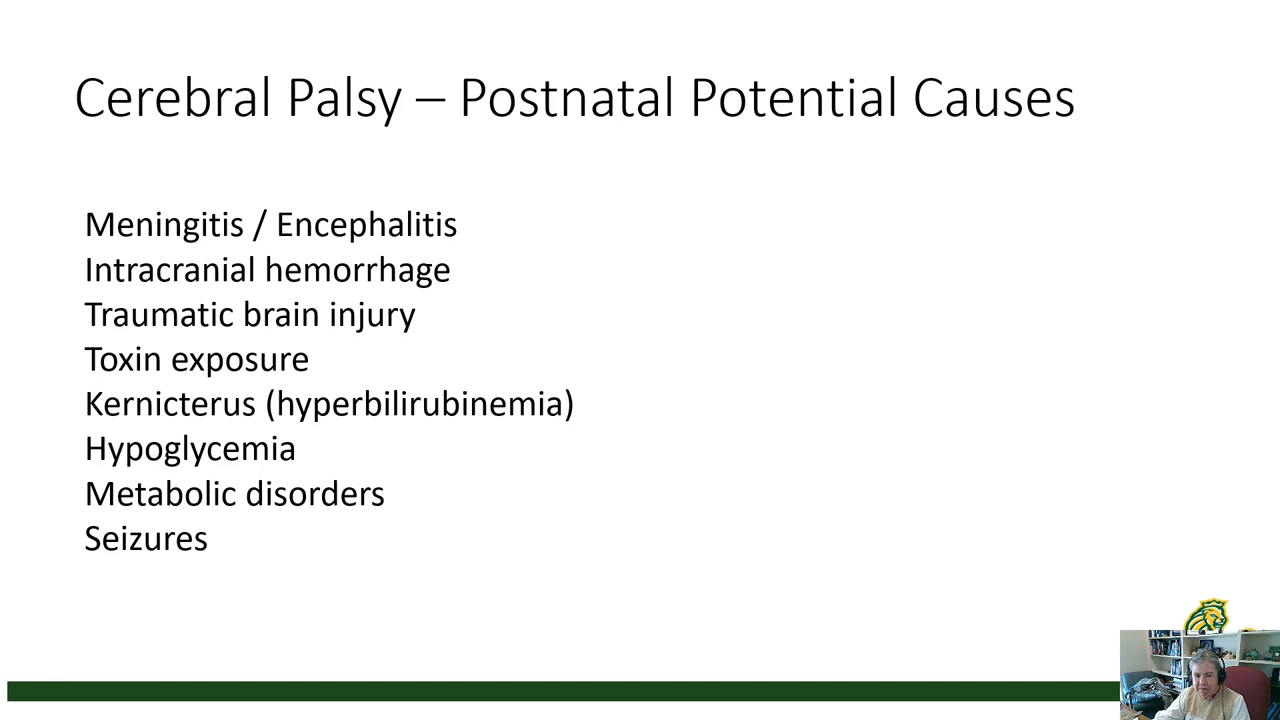 Cerebral Palsy – Postnatal Potential Causes
Meningitis / Encephalitis
Intracranial hemorrhage
Traumatic brain injury
Toxin exposure
Kernicterus (hyperbilirubinemia)
Hypoglycemia
Metabolic disorders
Seizures